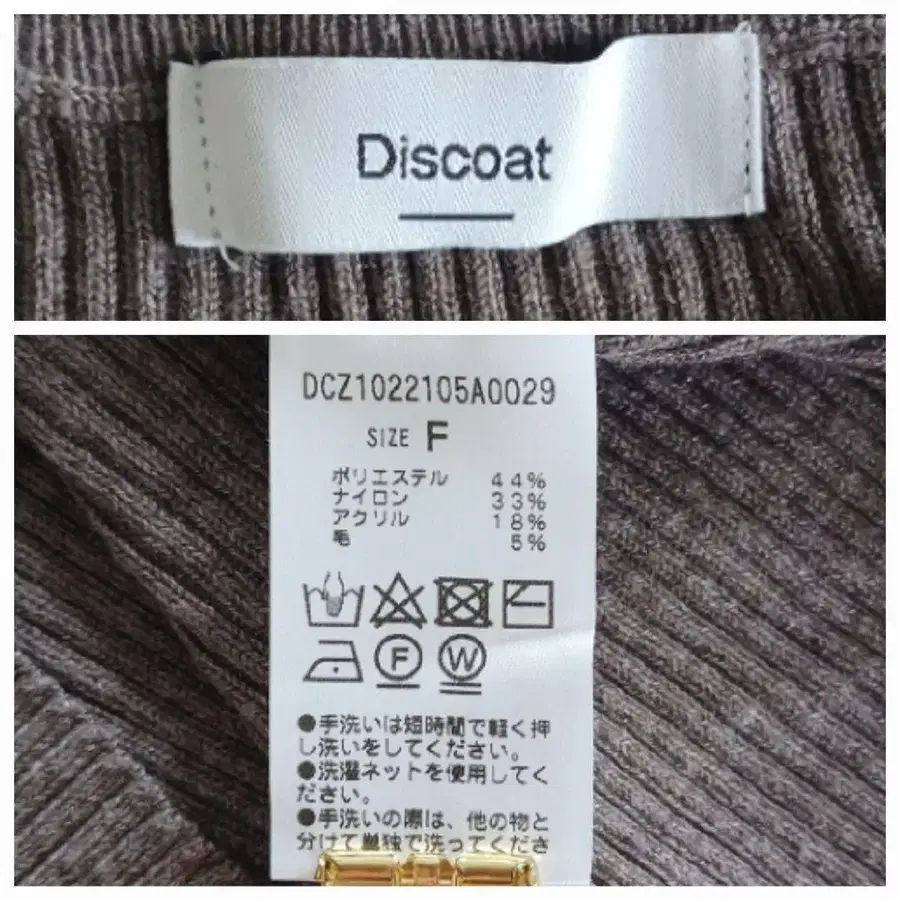 Discoat
DCZ1022105A0029
SIZE F
ポリエステル 44%
ナイロン 33%
アクリル 18%
毛 5%
F W
●手洗いは短時間で軽く押
し洗いをしてください。
●洗濯ネットを使用してく
ださい。
●手洗いの際は、他の物と
分けて単独で洗ってくださ